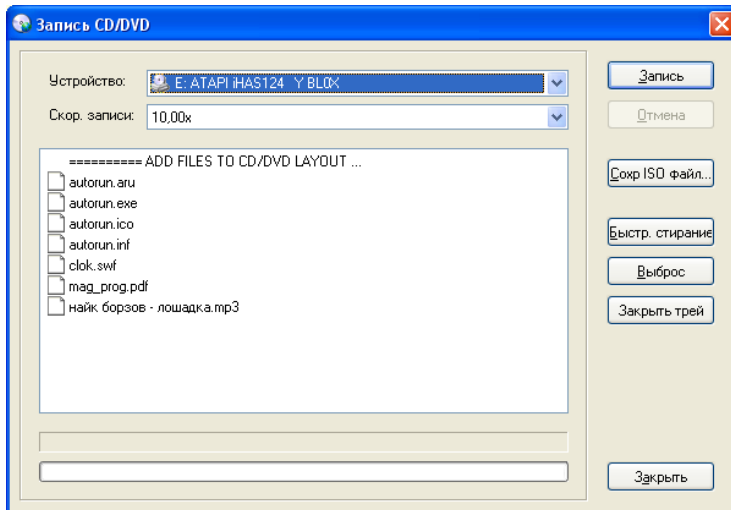 Запись CD/DVD
Устройство: E: ATAPI iHAS124 Y BL0X
Запись
Скор. записи: 10,00x
Отмена
========== ADD FILES TO CD/DVD LAYOUT ...
autorun.aru
autorun.exe
autorun.ico
autorun.inf
clok.swf
mag_prog.pdf
найк борзов - лошадка.mp3
Сохр ISO файл...
Быстр. стирание
Выброс
Закрыть трей
Закрыть